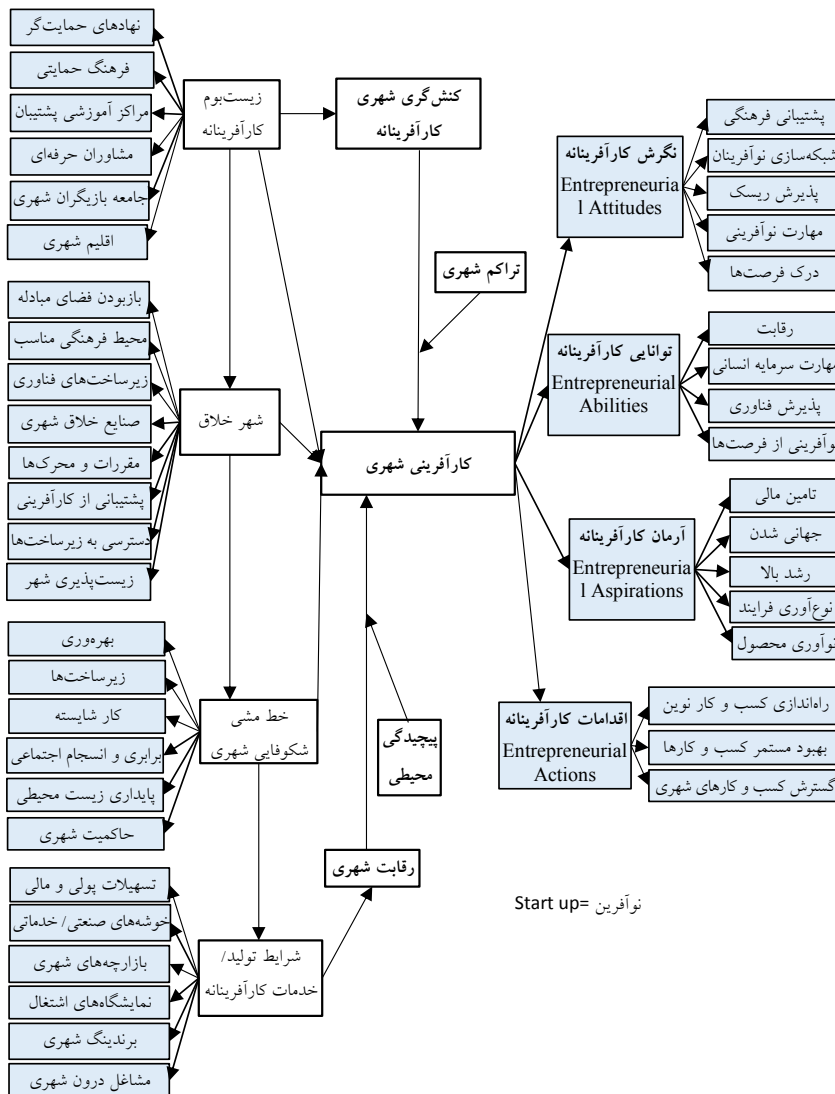 نهادهای حمایت‌گر
فرهنگ حمایتی
مراکز آموزشی پشتیبان
مشاوران حرفه‌ای
جامعه بازیگران شهری
اقلیم شهری
زیست‌بوم
کارآفرینانه
کنش‌گری شهری
کارآفرینانه
تراکم شهری
نگرش کارآفرینانه
Entrepreneuria
l Attitudes
پشتیبانی فرهنگی
شبکه‌سازی نوآفرینان
پذیرش ریسک
مهارت نوآفرینی
درک فرصت‌ها
بازبودن فضای مبادله
محیط فرهنگی مناسب
زیرساخت‌های فناوری
صنایع خلاق شهری
مقررات و محرک‌ها
پشتیبانی از کارآفرینی
دسترسی به زیرساخت‌ها
زیست‌پذیری شهر
شهر خلاق
کارآفرینی شهری
توانایی کارآفرینانه
Entrepreneurial
Abilities
رقابت
مهارت سرمایه انسانی
پذیرش فناوری
نوآفرینی از فرصت‌ها
آرمان کارآفرینانه
Entrepreneuria
l Aspirations
تامین مالی
جهانی شدن
رشد بالا
نوع‌آوری فرایند
نوآوری محصول
بهره‌وری
زیرساخت‌ها
کار شایسته
برابری و انسجام اجتماعی
پایداری زیست محیطی
حاکمیت شهری
خط مشی
شکوفایی شهری
پیچیدگی
محیطی
اقدامات کارآفرینانه
Entrepreneurial
Actions
راه‌اندازی کسب و کار نوین
بهبود مستمر کسب و کارها
گسترش کسب و کارهای شهری
رقابت شهری
تسهیلات پولی و مالی
خوشه‌های صنعتی/ خدماتی
بازارچه‌های شهری
نمایشگاه‌های اشتغال
برندینگ شهری
مشاغل درون شهری
شرایط تولید/
خدمات کارآفرینانه
نوآفرین =Start up